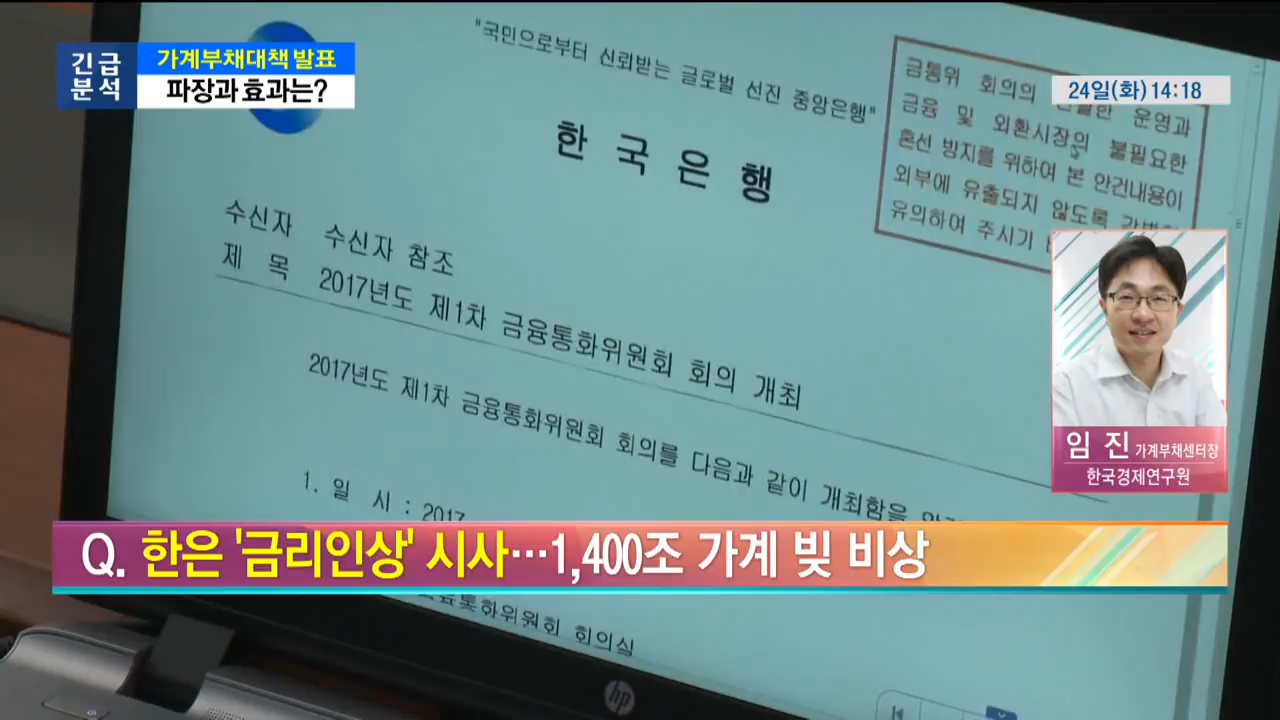 긴급
분석
가계부채대책 발표
파장과 효과는?
24일(화) 14:18
"국민으로부터 신뢰받는 글로벌 선진 중앙은행"
한 국 은 행
금통위 회의의 운영과
금융 및 외환시장의 불필요한
혼선 방지를 위하여 본 안건내용이
외부에 유출되지 않도록
유의하여 주시기
수신자 수신자 참조
제 목 2017년도 제1차 금융통화위원회 회의 개최
2017년도 제1차 금융통화위원회 회의를 다음과 같이 개최함을
1. 일 시 : 2017
임 진 가계부채센터장
한국경제연구원
Q. 한은 '금리인상' 시사…1,400조 가계 빚 비상
금융통화위원회 회의실
hp